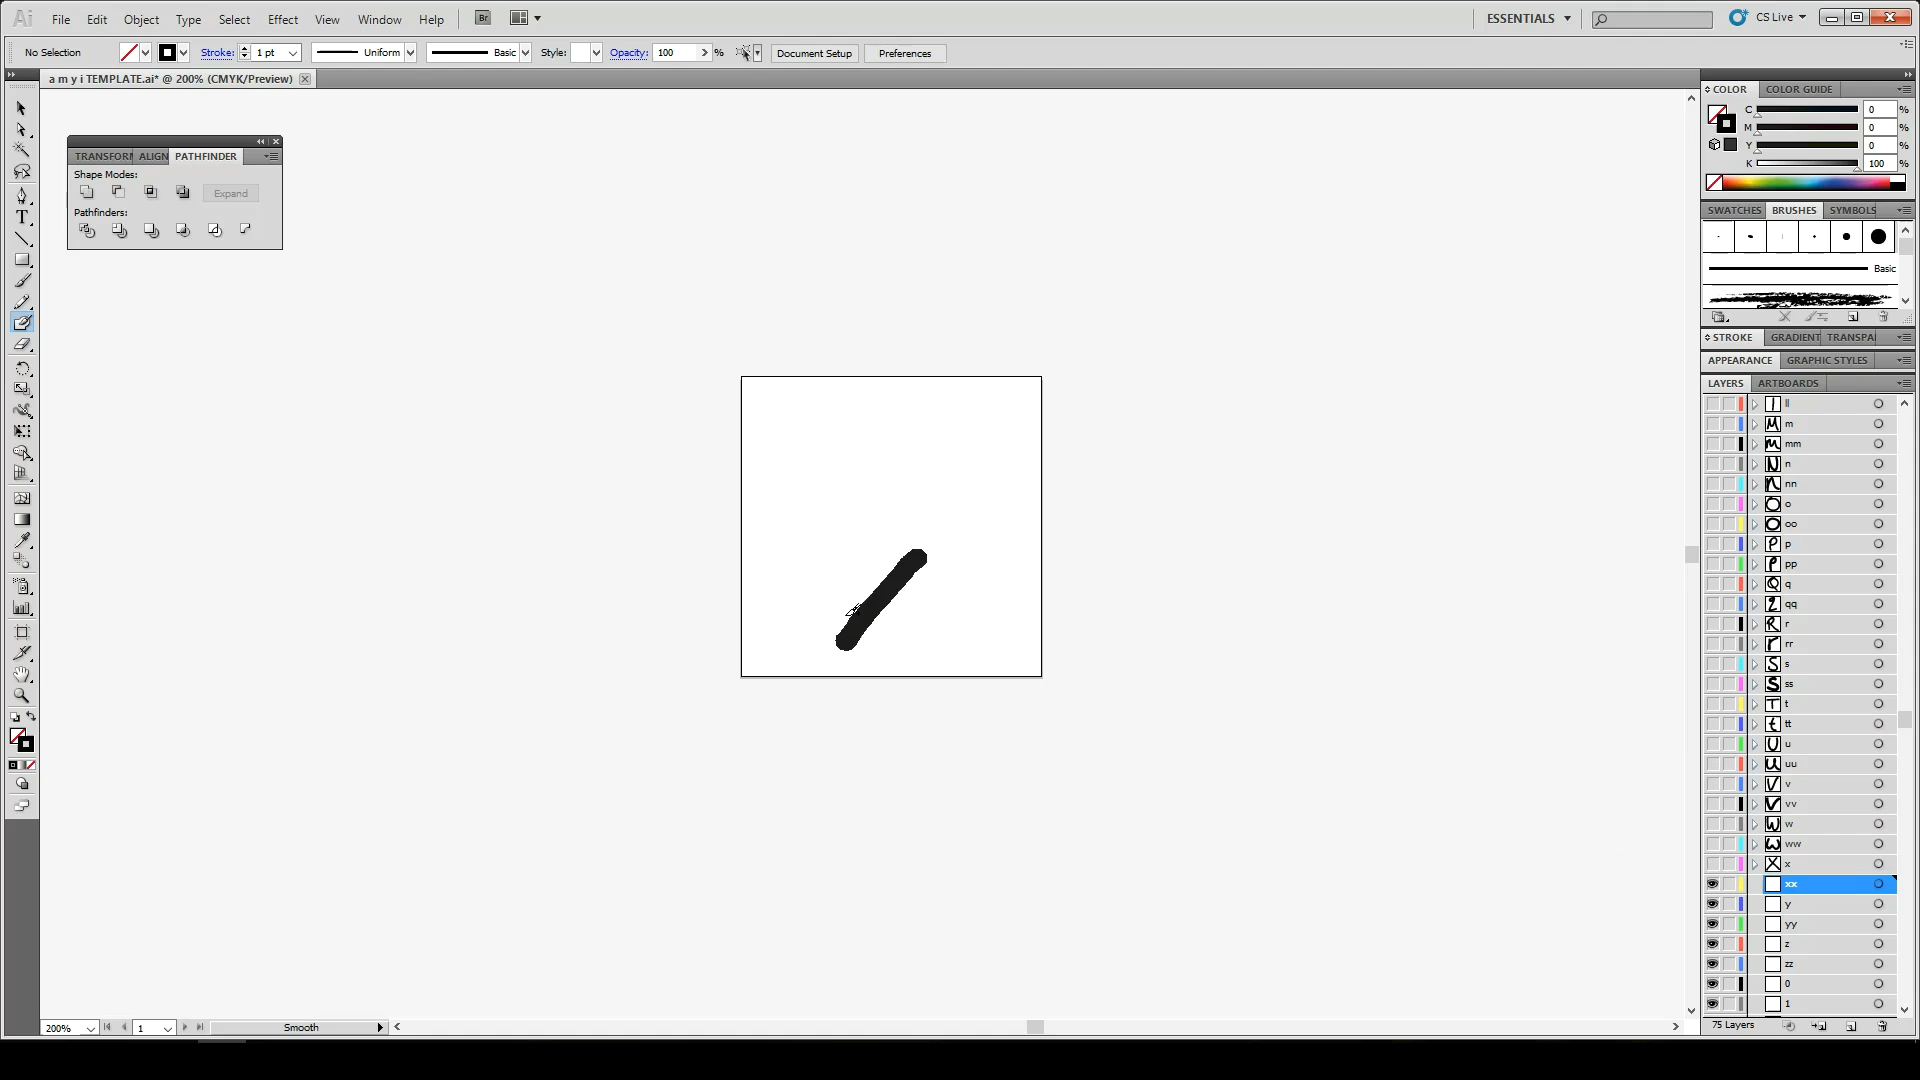 Ai File Edit Object Type Select Effect View Window Help Br ESSENTIALS CS Live
No Selection Stroke: 1 pt Uniform Basic Style: Opacity: 100 % Document Setup Preferences
a m y i TEMPLATE.ai* @ 200% (CMYK/Preview)
TRANSFORM ALIGN PATHFINDER
Shape Modes:
Expand
Pathfinders:
COLOR COLOR GUIDE
C 0 %
M 0 %
Y 0 %
K 100 %
SWATCHES BRUSHES SYMBOLS
Basic
STROKE GRADIENT TRANSPA
APPEARANCE GRAPHIC STYLES
LAYERS ARTBOARDS
ll
m
mm
n
nn
o
oo
p
pp
q
qq
r
rr
s
ss
t
tt
u
uu
v
vv
w
ww
x
xx
y
yy
z
zz
0
1
75 Layers
200% 1 Smooth